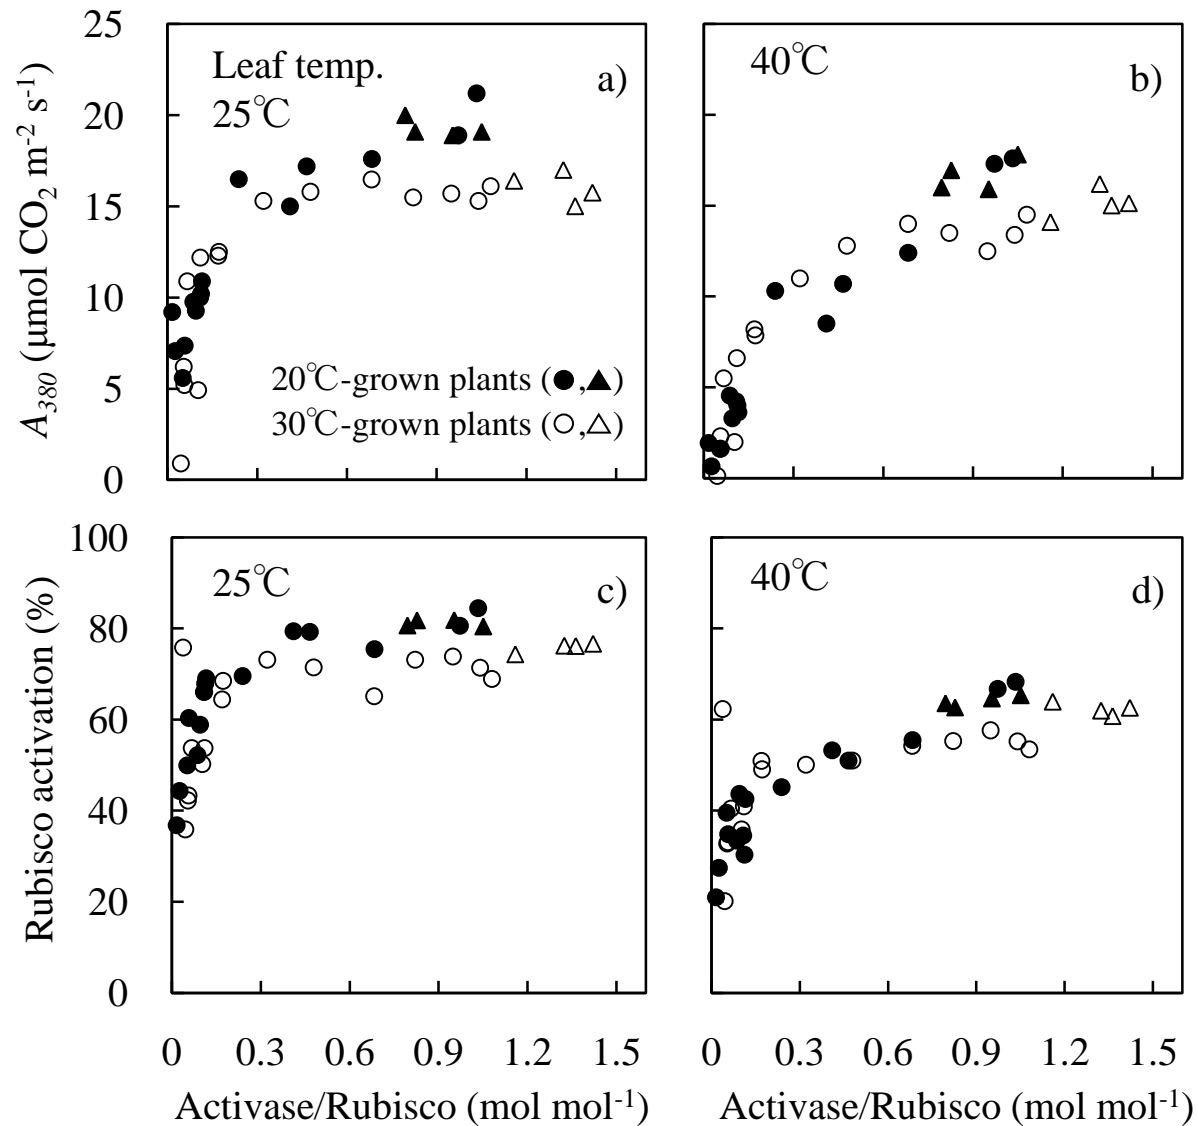 25
20
15
10
5
0
A380 (μmol CO2 m-2 s-1)
Leaf temp.
25℃
a)
20℃-grown plants (●,▲)
30℃-grown plants (○,△)
40℃
b)
100
80
60
40
20
0
Rubisco activation (%)
25℃
c)
40℃
d)
0 0.3 0.6 0.9 1.2 1.5
0 0.3 0.6 0.9 1.2 1.5
Activase/Rubisco (mol mol-1)
Activase/Rubisco (mol mol-1)